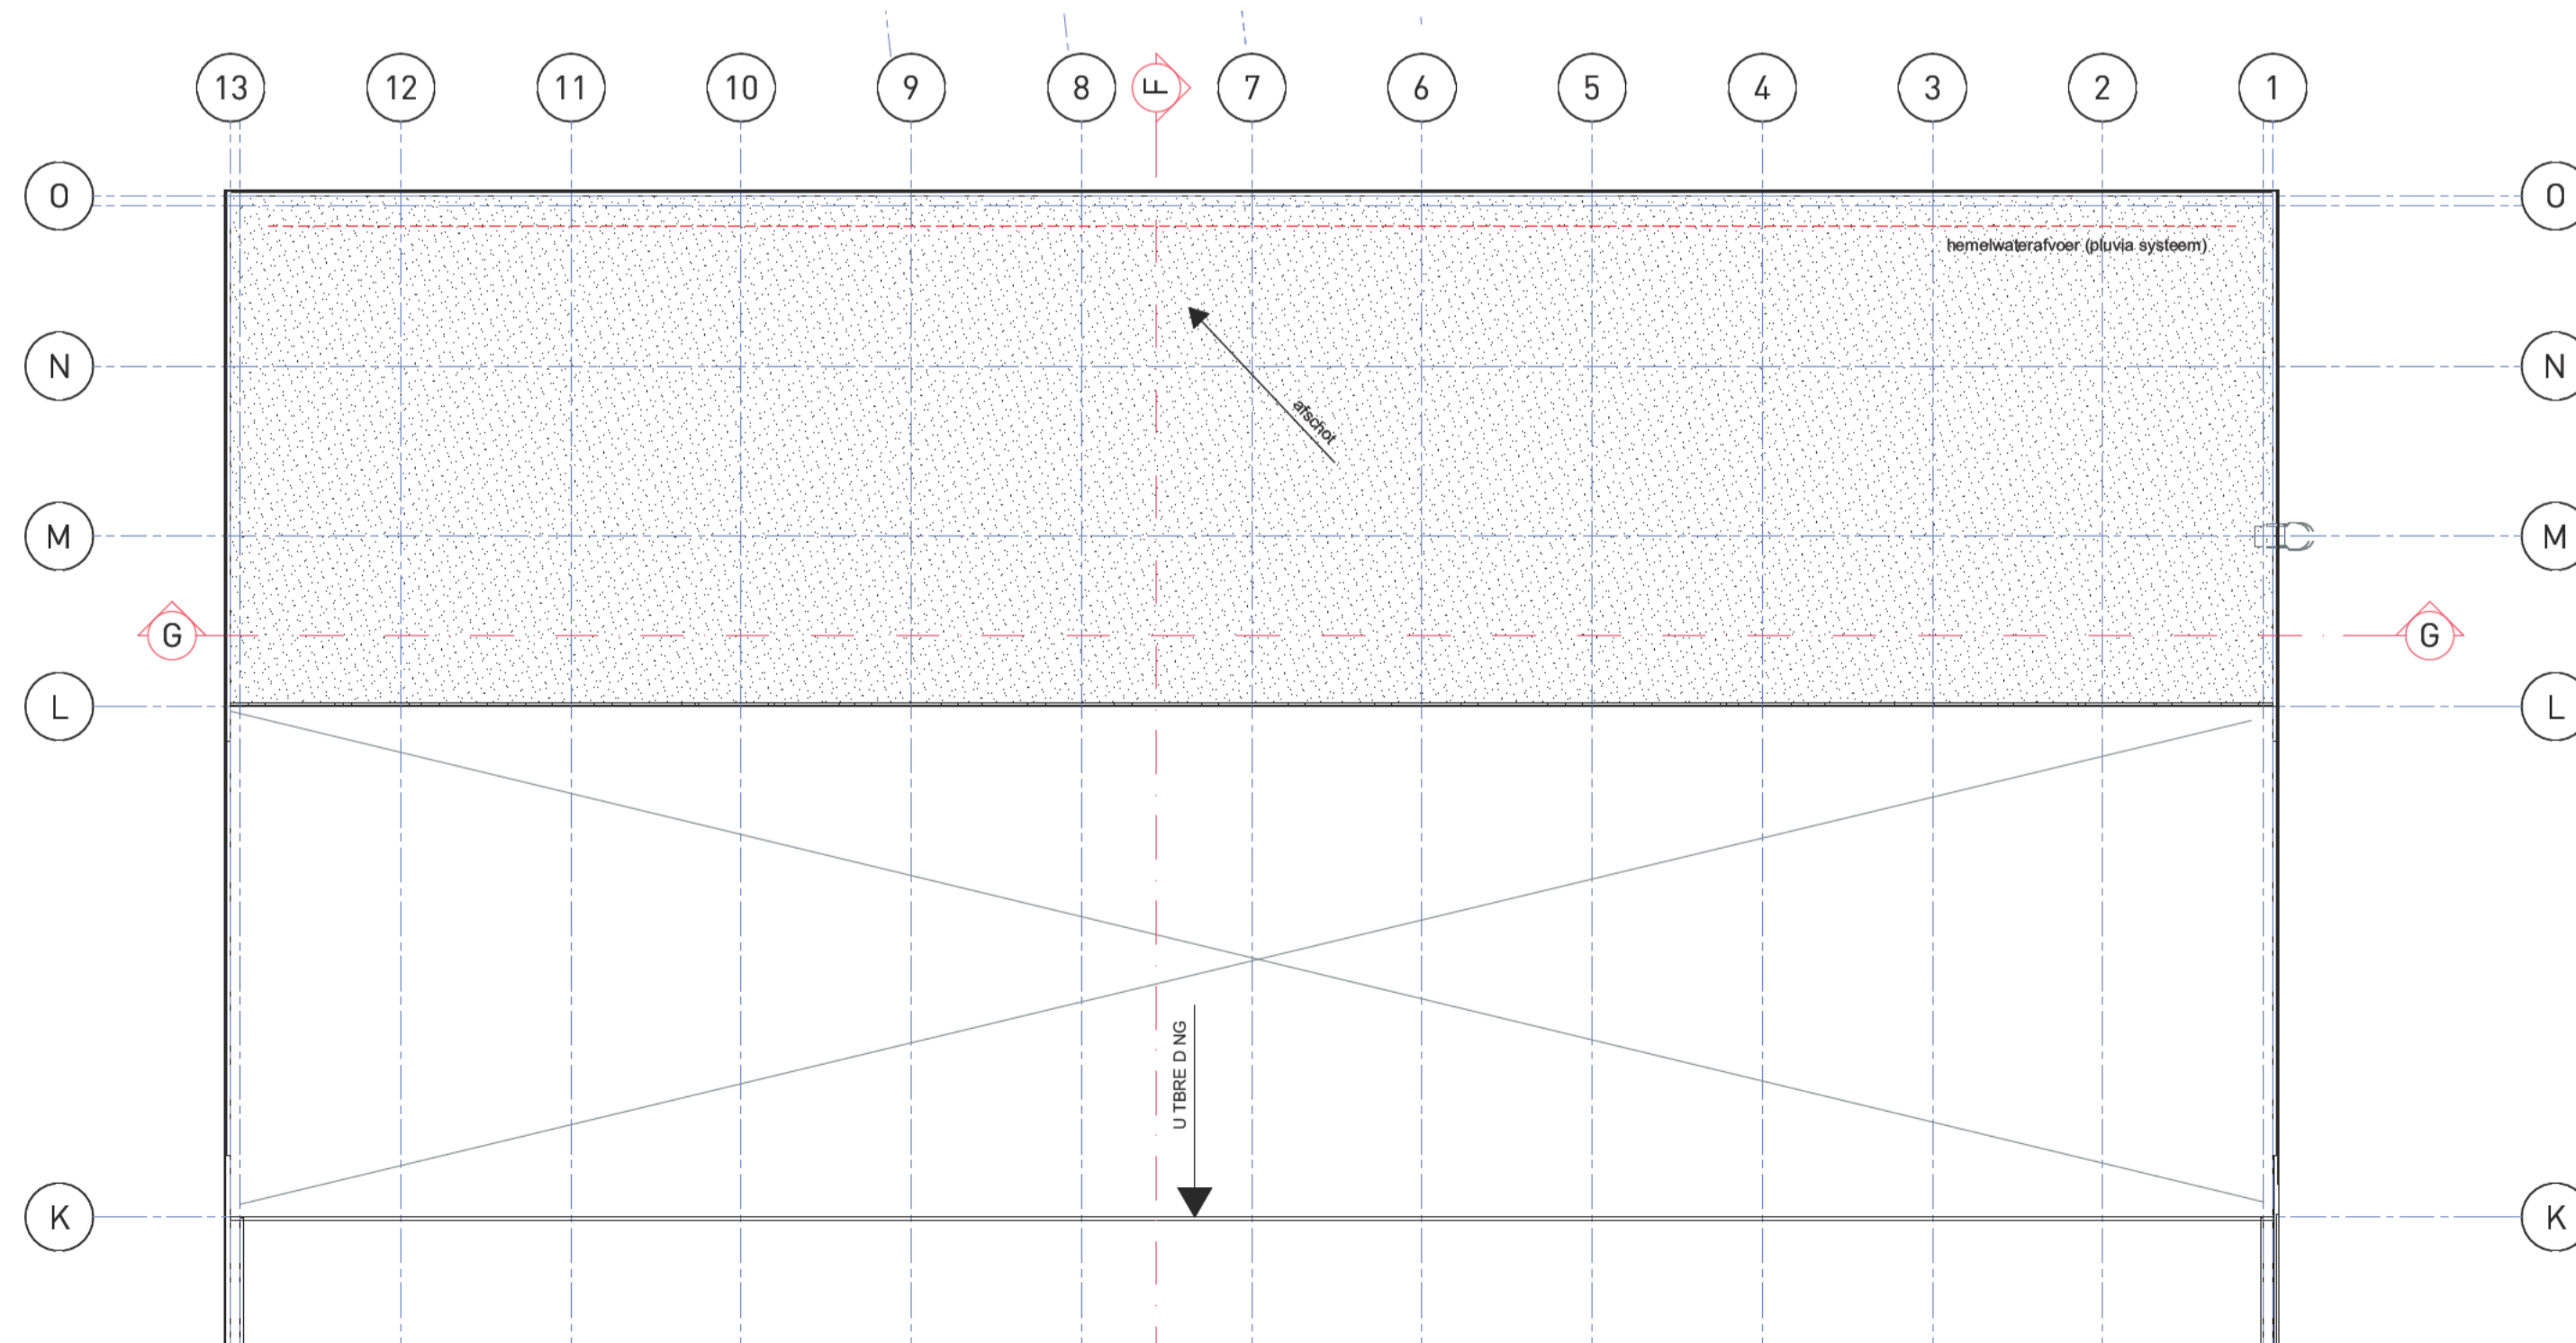 13 12 11 10 9 8 F 7 6 5 4 3 2 1
O O
hemelwaterafvoer (pluvia systeem)
N N
afschot
M M
G G
L L
U TBRE D NG
K K